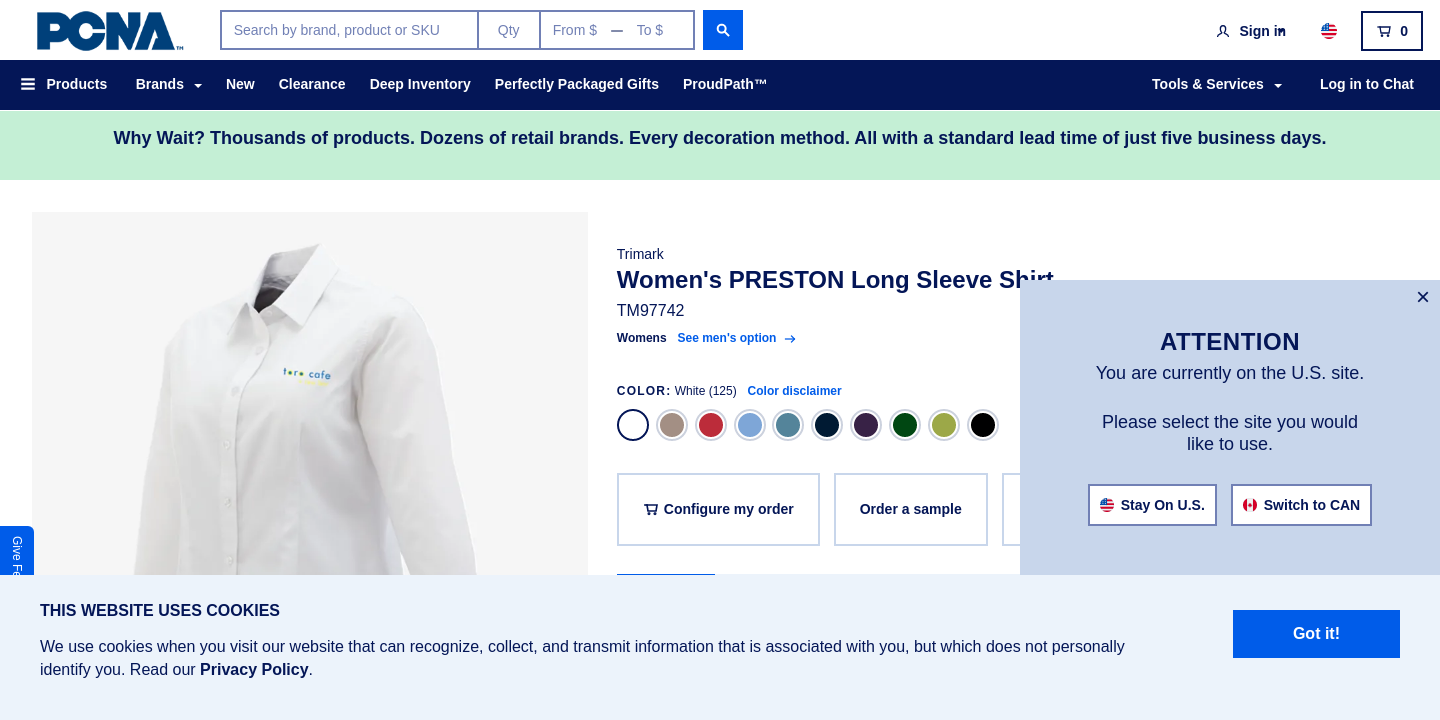 PCNA™
Search by brand, product or SKU
Qty
From $ — To $
Sign in
0
Products
Brands
New
Clearance
Deep Inventory
Perfectly Packaged Gifts
ProudPath™
Tools & Services
Log in to Chat
Why Wait? Thousands of products. Dozens of retail brands. Every decoration method. All with a standard lead time of just five business days.
Trimark
Women's PRESTON Long Sleeve Shirt
TM97742
Womens See men's option
COLOR: White (125) Color disclaimer
Configure my order
Order a sample
toro cafe
ATTENTION
You are currently on the U.S. site.
Please select the site you would
like to use.
Stay On U.S.
Switch to CAN
Give
THIS WEBSITE USES COOKIES
We use cookies when you visit our website that can recognize, collect, and transmit information that is associated with you, but which does not personally
identify you. Read our Privacy Policy.
Got it!